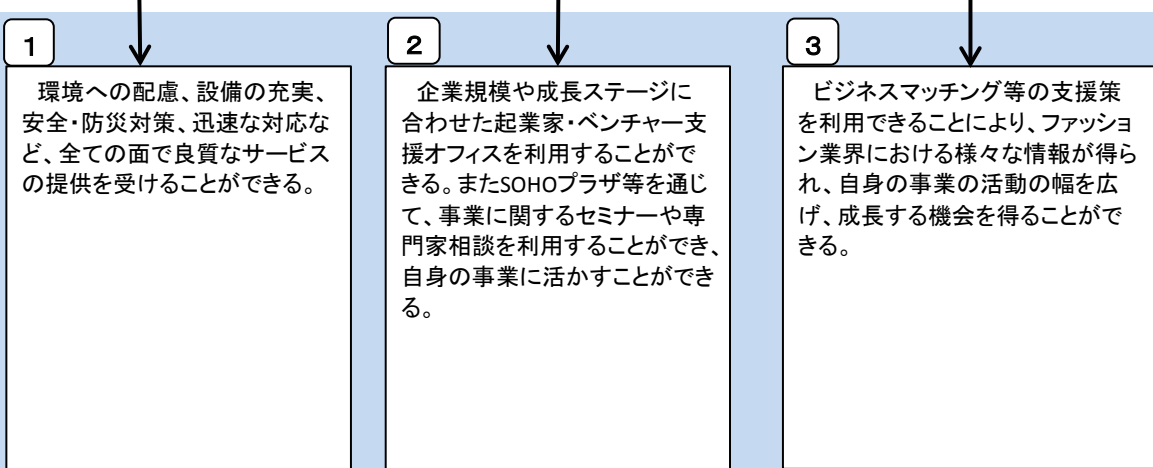 1
環境への配慮、設備の充実、
安全・防災対策、迅速な対応な
ど、全ての面で良質なサービス
の提供を受けることができる。
2
企業規模や成長ステージに
合わせた起業家・ベンチャー支
援オフィスを利用することがで
きる。またSOHOプラザ等を通じ
て、事業に関するセミナーや専
門家相談を利用することができ、
自身の事業に活かすことができ
る。
3
ビジネスマッチング等の支援策
を利用できることにより、ファッショ
ン業界における様々な情報が得ら
れ、自身の事業の活動の幅を広
げ、成長する機会を得ることがで
きる。